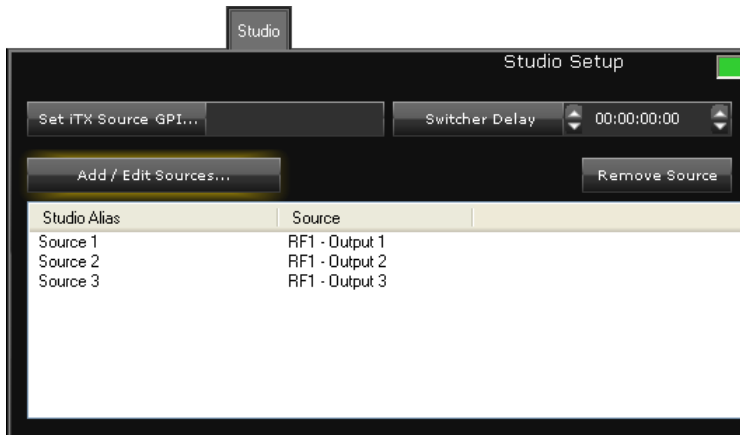 Studio
Studio Setup
Set iTX Source GPI...
Switcher Delay
00:00:00:00
Add / Edit Sources...
Remove Source
Studio Alias Source
Source 1 RF1 - Output 1
Source 2 RF1 - Output 2
Source 3 RF1 - Output 3